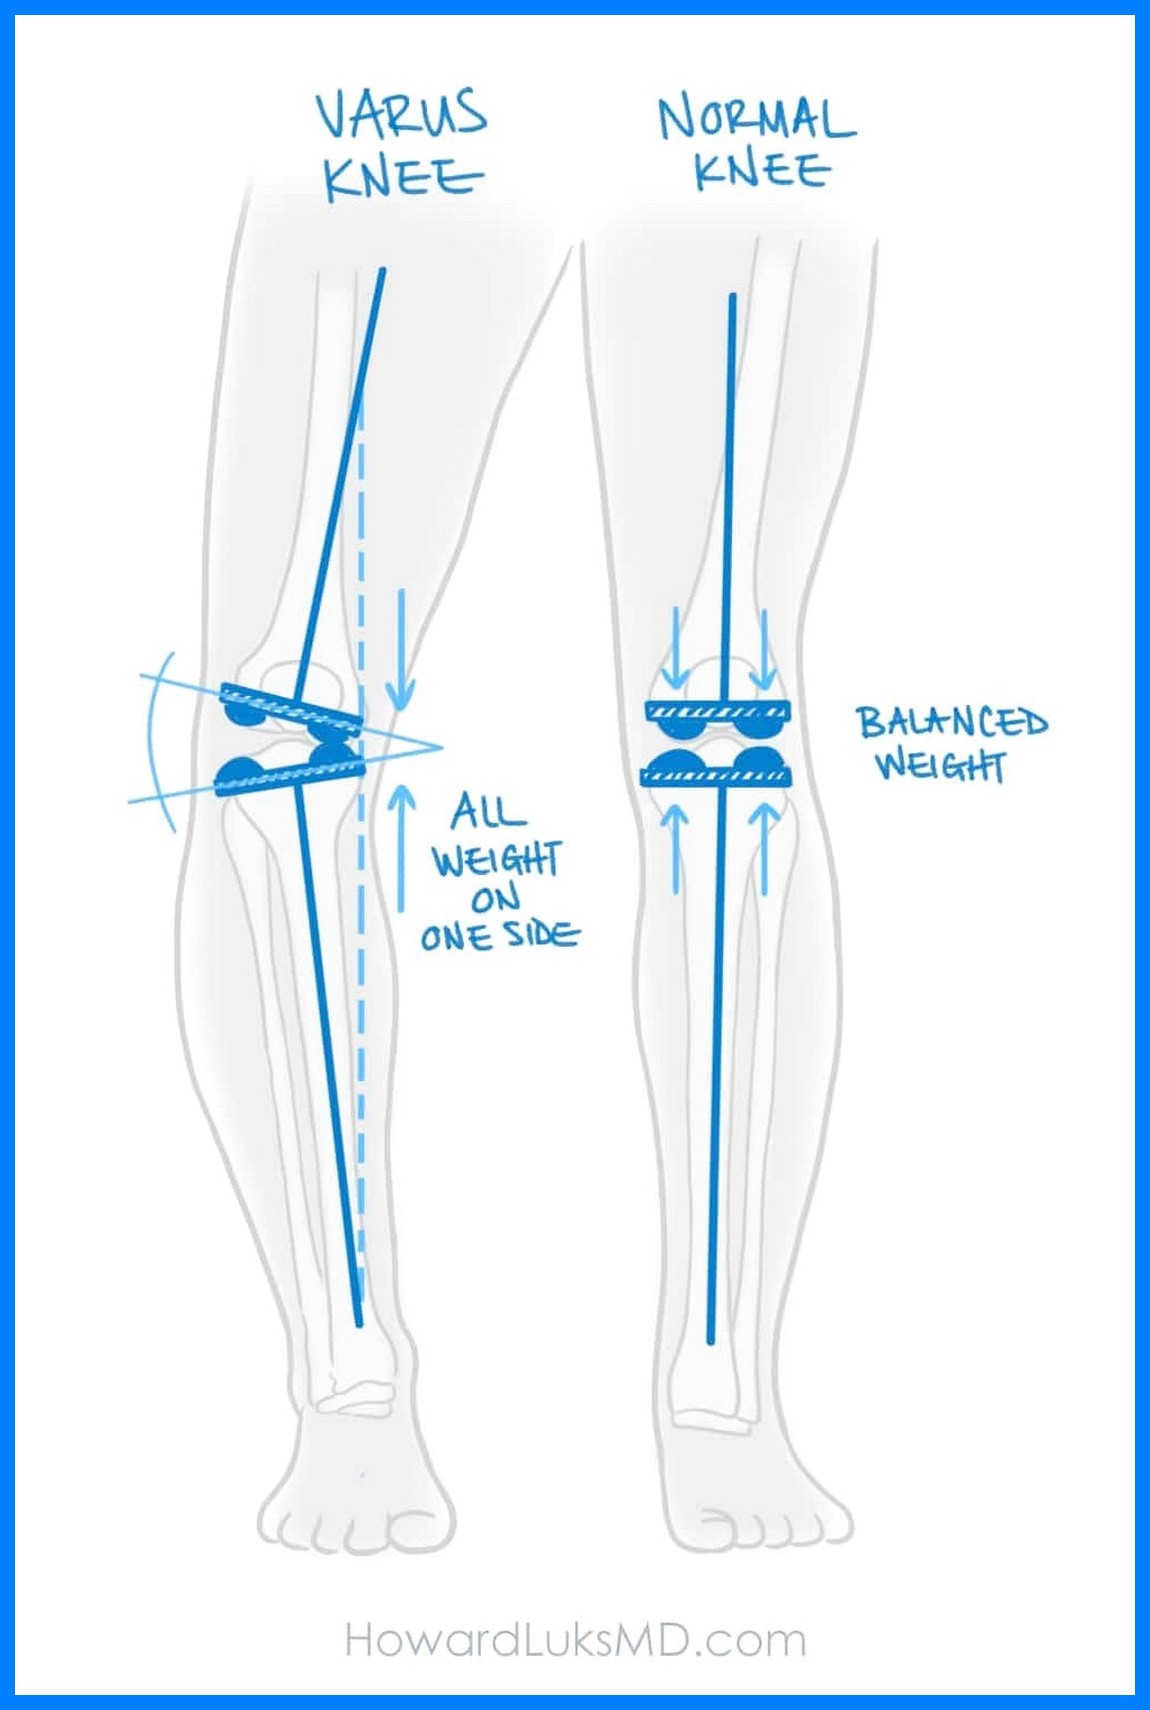 VARUS
KNEE
NORMAL
KNEE
BALANCED
WEIGHT
ALL
WEIGHT
ON
ONE SIDE
HowardLuksMD.com